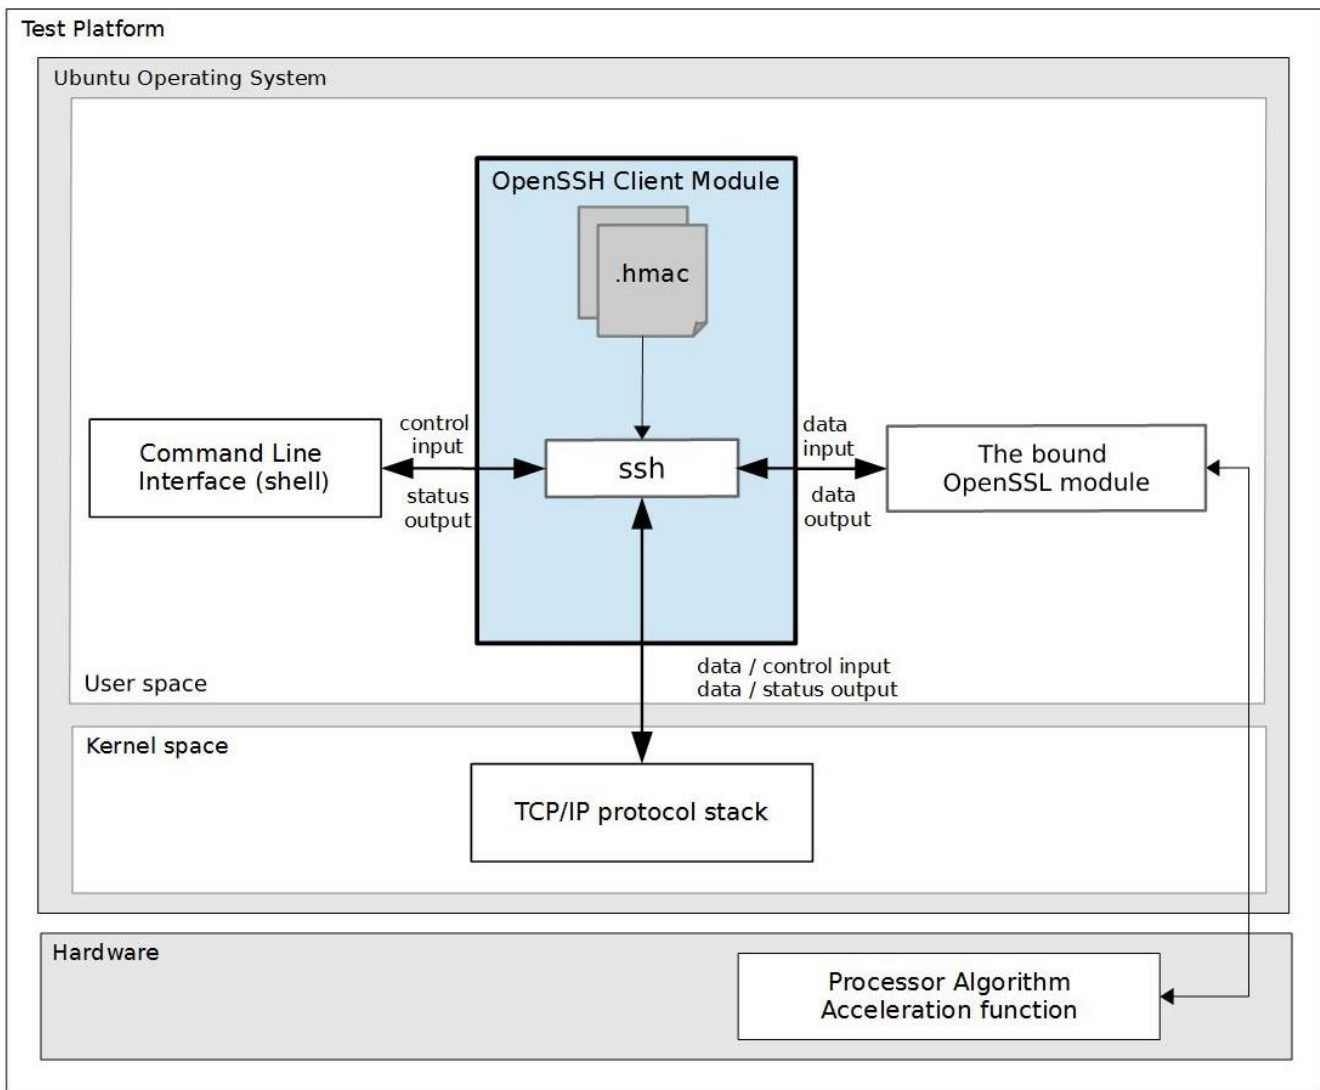 Test Platform
Ubuntu Operating System
OpenSSH Client Module
.hmac
control
input
data
input
Command Line
Interface (shell)
ssh
The bound
OpenSSL module
status
output
data
output
data / control input
data / status output
User space
Kernel space
TCP/IP protocol stack
Hardware
Processor Algorithm
Acceleration function